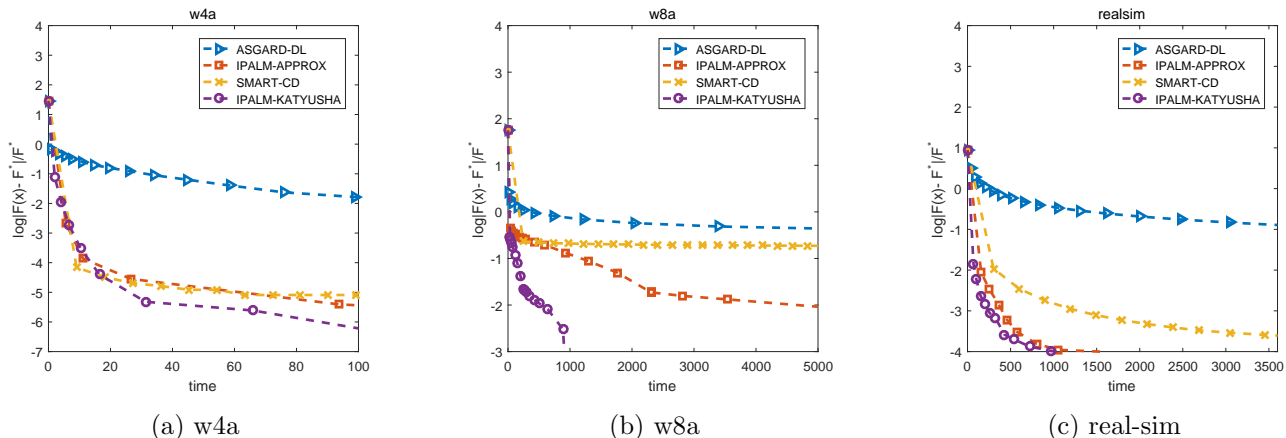 w4a
4
3
2
1
0
-1
-2
-3
-4
-5
-6
-7
log|F(x)- F*|/F*
0 20 40 60 80 100
time
ASGARD-DL
IPALM-APPROX
SMART-CD
IPALM-KATYUSHA
(a) w4a
w8a
4
3
2
1
0
-1
-2
-3
log|F(x)- F*|/F*
0 1000 2000 3000 4000 5000
time
ASGARD-DL
IPALM-APPROX
SMART-CD
IPALM-KATYUSHA
(b) w8a
realsim
4
3
2
1
0
-1
-2
-3
-4
log|F(x)- F*|/F*
0 500 1000 1500 2000 2500 3000 3500
time
ASGARD-DL
IPALM-APPROX
SMART-CD
IPALM-KATYUSHA
(c) real-sim